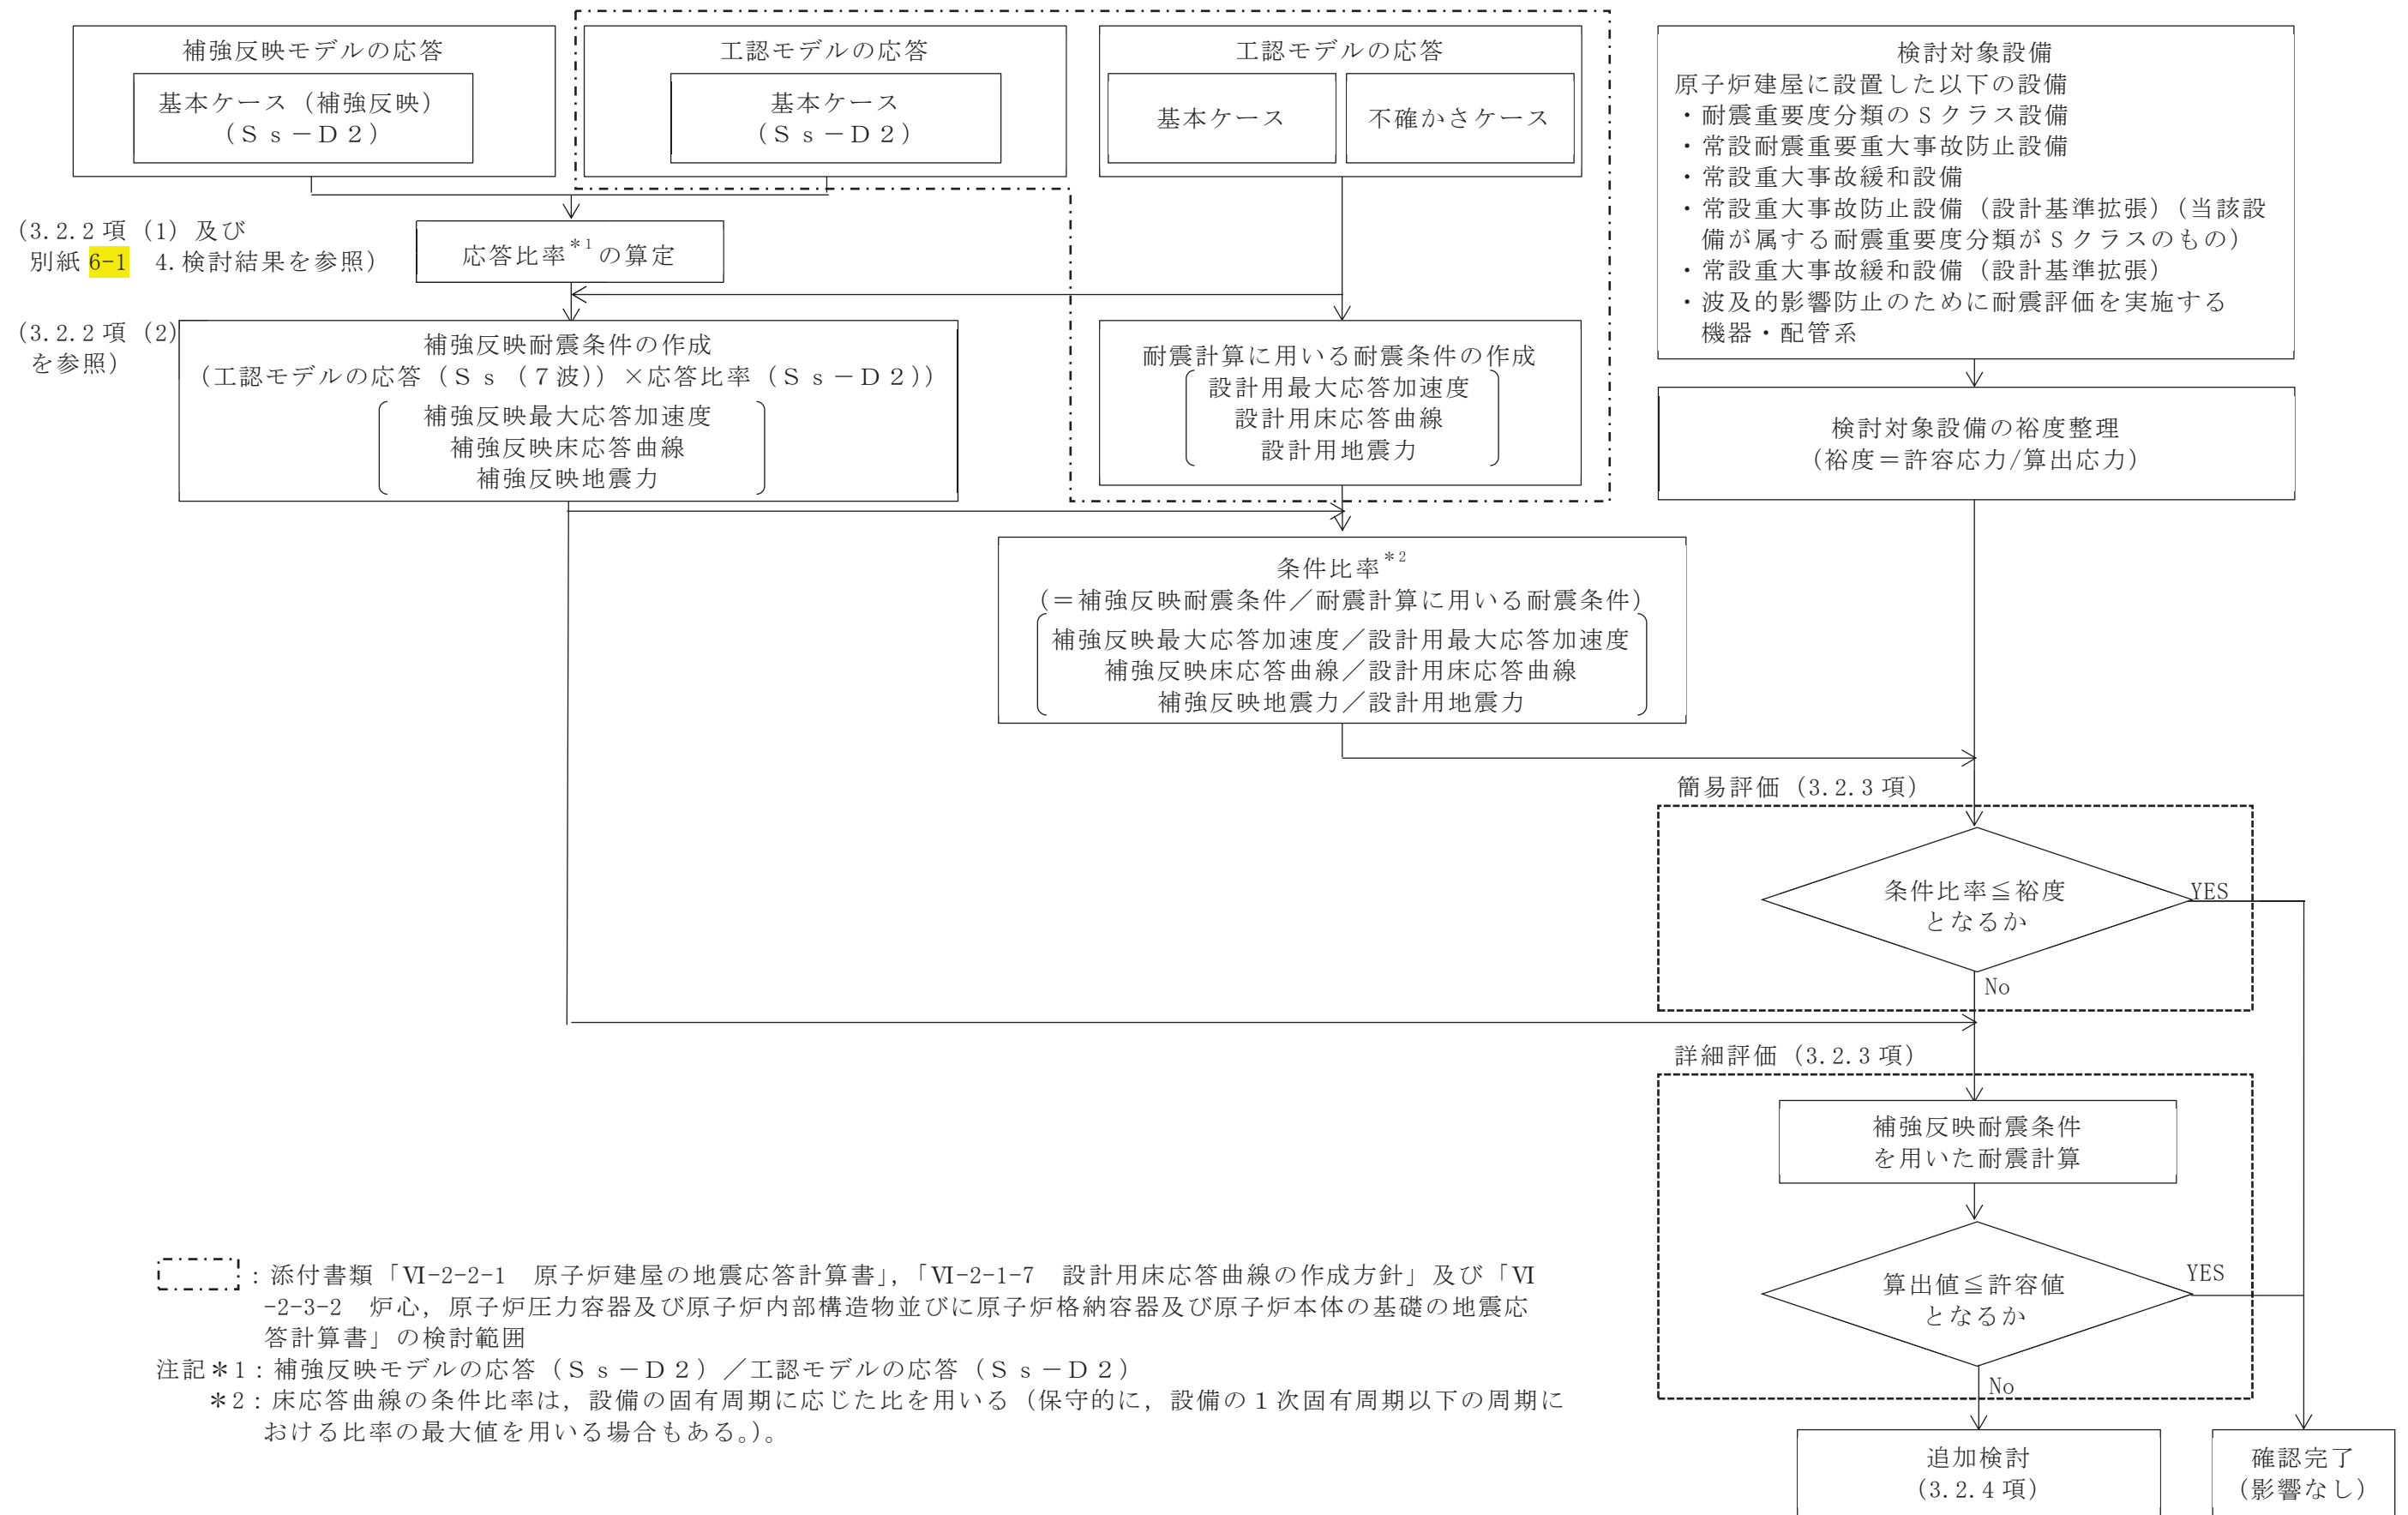 補強反映モデルの応答
基本ケース（補強反映）
（Ｓｓ－Ｄ２）
工認モデルの応答
基本ケース
（Ｓｓ－Ｄ２）
工認モデルの応答
基本ケース
不確かさケース
検討対象設備
原子炉建屋に設置した以下の設備
・耐震重要度分類のＳクラス設備
・常設耐震重要重大事故防止設備
・常設重大事故緩和設備
・常設重大事故防止設備（設計基準拡張）（当該設
備が属する耐震重要度分類がＳクラスのもの）
・常設重大事故緩和設備（設計基準拡張）
・波及的影響防止のために耐震評価を実施する
機器・配管系
（3.2.2項（1）及び
別紙6-1　4.検討結果を参照）
応答比率＊1の算定
（3.2.2項（2）
を参照）
補強反映耐震条件の作成
（工認モデルの応答（Ｓｓ（７波））×応答比率（Ｓｓ－Ｄ２））
補強反映最大応答加速度
補強反映床応答曲線
補強反映地震力
耐震計算に用いる耐震条件の作成
設計用最大応答加速度
設計用床応答曲線
設計用地震力
検討対象設備の裕度整理
（裕度＝許容応力/算出応力）
条件比率＊2
（＝補強反映耐震条件／耐震計算に用いる耐震条件）
補強反映最大応答加速度／設計用最大応答加速度
補強反映床応答曲線／設計用床応答曲線
補強反映地震力／設計用地震力
簡易評価（3.2.3項）
条件比率≦裕度
となるか
YES
No
詳細評価（3.2.3項）
補強反映耐震条件
を用いた耐震計算
算出値≦許容値
となるか
YES
No
追加検討
（3.2.4項）
確認完了
（影響なし）
：添付書類「Ⅵ-2-2-1　原子炉建屋の地震応答計算書」，「Ⅵ-2-1-7　設計用床応答曲線の作成方針」及び「Ⅵ
-2-3-2　炉心，原子炉圧力容器及び原子炉内部構造物並びに原子炉格納容器及び原子炉本体の基礎の地震応
答計算書」の検討範囲
注記＊1：補強反映モデルの応答（Ｓｓ－Ｄ２）／工認モデルの応答（Ｓｓ－Ｄ２）
＊2：床応答曲線の条件比率は，設備の固有周期に応じた比を用いる（保守的に，設備の１次固有周期以下の周期に
おける比率の最大値を用いる場合もある。）。